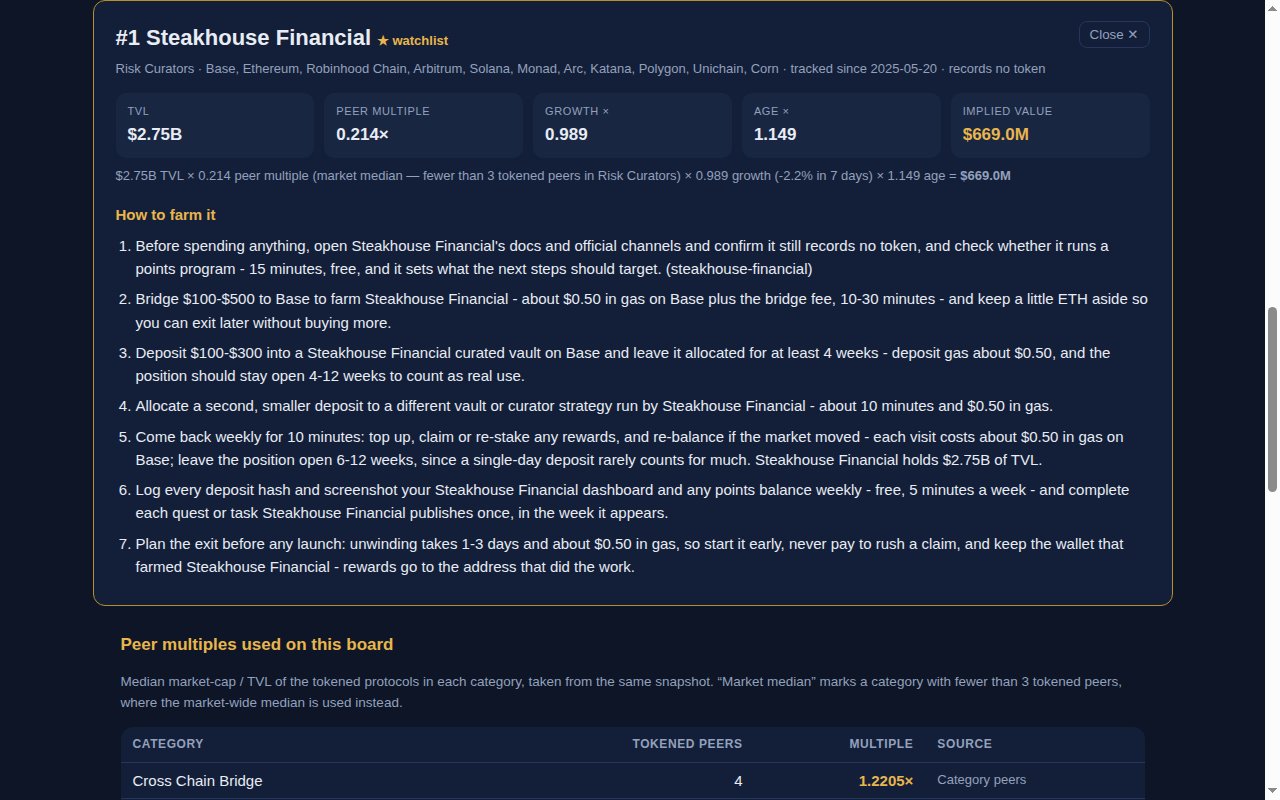 #1 Steakhouse Financial ★ watchlist
Close ✕
Risk Curators · Base, Ethereum, Robinhood Chain, Arbitrum, Solana, Monad, Arc, Katana, Polygon, Unichain, Corn · tracked since 2025-05-20 · records no token
TVL
$2.75B
PEER MULTIPLE
0.214×
GROWTH ×
0.989
AGE ×
1.149
IMPLIED VALUE
$669.0M
$2.75B TVL × 0.214 peer multiple (market median — fewer than 3 tokened peers in Risk Curators) × 0.989 growth (-2.2% in 7 days) × 1.149 age = $669.0M
How to farm it
1. Before spending anything, open Steakhouse Financial's docs and official channels and confirm it still records no token, and check whether it runs a
points program - 15 minutes, free, and it sets what the next steps should target. (steakhouse-financial)
2. Bridge $100-$500 to Base to farm Steakhouse Financial - about $0.50 in gas on Base plus the bridge fee, 10-30 minutes - and keep a little ETH aside so
you can exit later without buying more.
3. Deposit $100-$300 into a Steakhouse Financial curated vault on Base and leave it allocated for at least 4 weeks - deposit gas about $0.50, and the
position should stay open 4-12 weeks to count as real use.
4. Allocate a second, smaller deposit to a different vault or curator strategy run by Steakhouse Financial - about 10 minutes and $0.50 in gas.
5. Come back weekly for 10 minutes: top up, claim or re-stake any rewards, and re-balance if the market moved - each visit costs about $0.50 in gas on
Base; leave the position open 6-12 weeks, since a single-day deposit rarely counts for much. Steakhouse Financial holds $2.75B of TVL.
6. Log every deposit hash and screenshot your Steakhouse Financial dashboard and any points balance weekly - free, 5 minutes a week - and complete
each quest or task Steakhouse Financial publishes once, in the week it appears.
7. Plan the exit before any launch: unwinding takes 1-3 days and about $0.50 in gas, so start it early, never pay to rush a claim, and keep the wallet that
farmed Steakhouse Financial - rewards go to the address that did the work.
Peer multiples used on this board
Median market-cap / TVL of the tokened protocols in each category, taken from the same snapshot. “Market median” marks a category with fewer than 3 tokened peers,
where the market-wide median is used instead.
CATEGORY TOKENED PEERS MULTIPLE SOURCE
Cross Chain Bridge 4 1.2205× Category peers